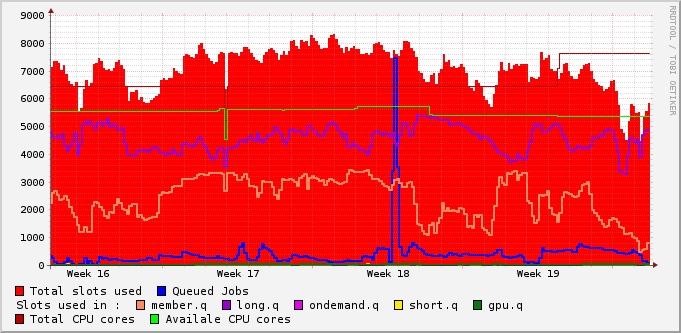 RRDTOOL / TOBI OETIKER
9000
8000
7000
6000
5000
4000
3000
2000
1000
0
Week 16 Week 17 Week 18 Week 19
Total slots used Queued Jobs
Slots used in : member.q long.q ondemand.q short.q gpu.q
Total CPU cores Availale CPU cores